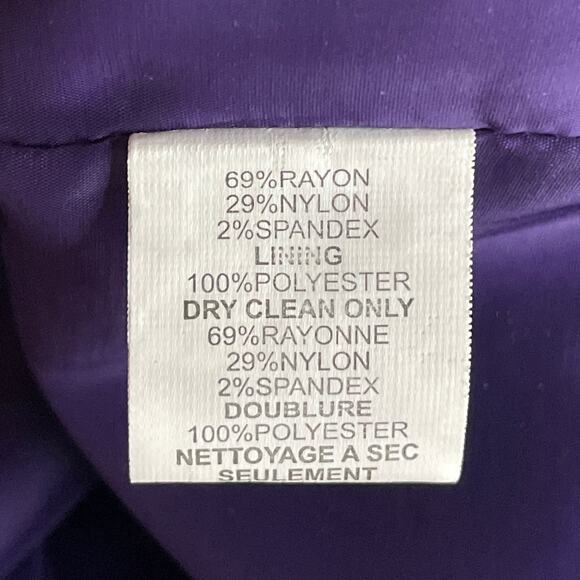 69%RAYON
29%NYLON
2%SPANDEX
LINING
100%POLYESTER
DRY CLEAN ONLY
69%RAYONNE
29%NYLON
2%SPANDEX
DOUBLURE
100%POLYESTER
NETTOYAGE A SEC
SEULEMENT